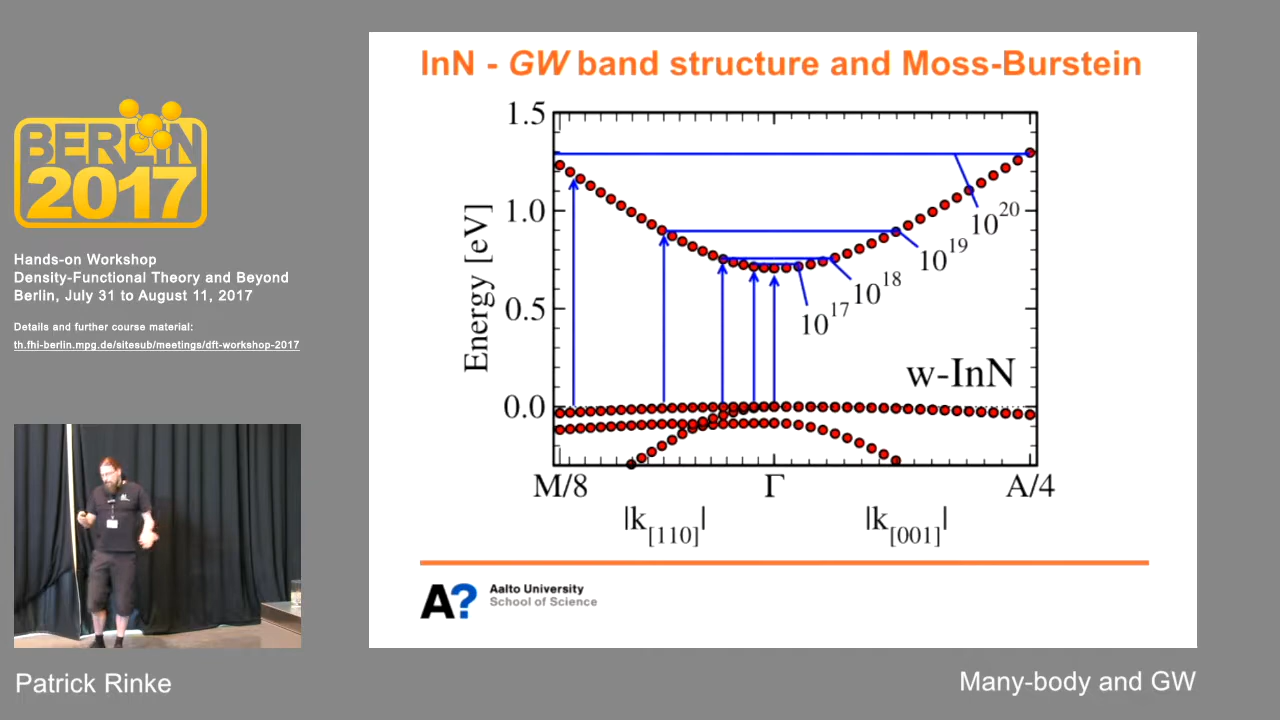 BERLIN
2017
Hands-on Workshop
Density-Functional Theory and Beyond
Berlin, July 31 to August 11, 2017
Details and further course material:
th.fhi-berlin.mpg.de/sitesub/meetings/dft-workshop-2017
Patrick Rinke
InN - GW band structure and Moss-Burstein
1.5
1.0
0.5
0.0
Energy [eV]
10^20
10^19
10^18
10^17
w-InN
M/8
Γ
A/4
|k[110]|
|k[001]|
A?
Aalto University
School of Science
Many-body and GW